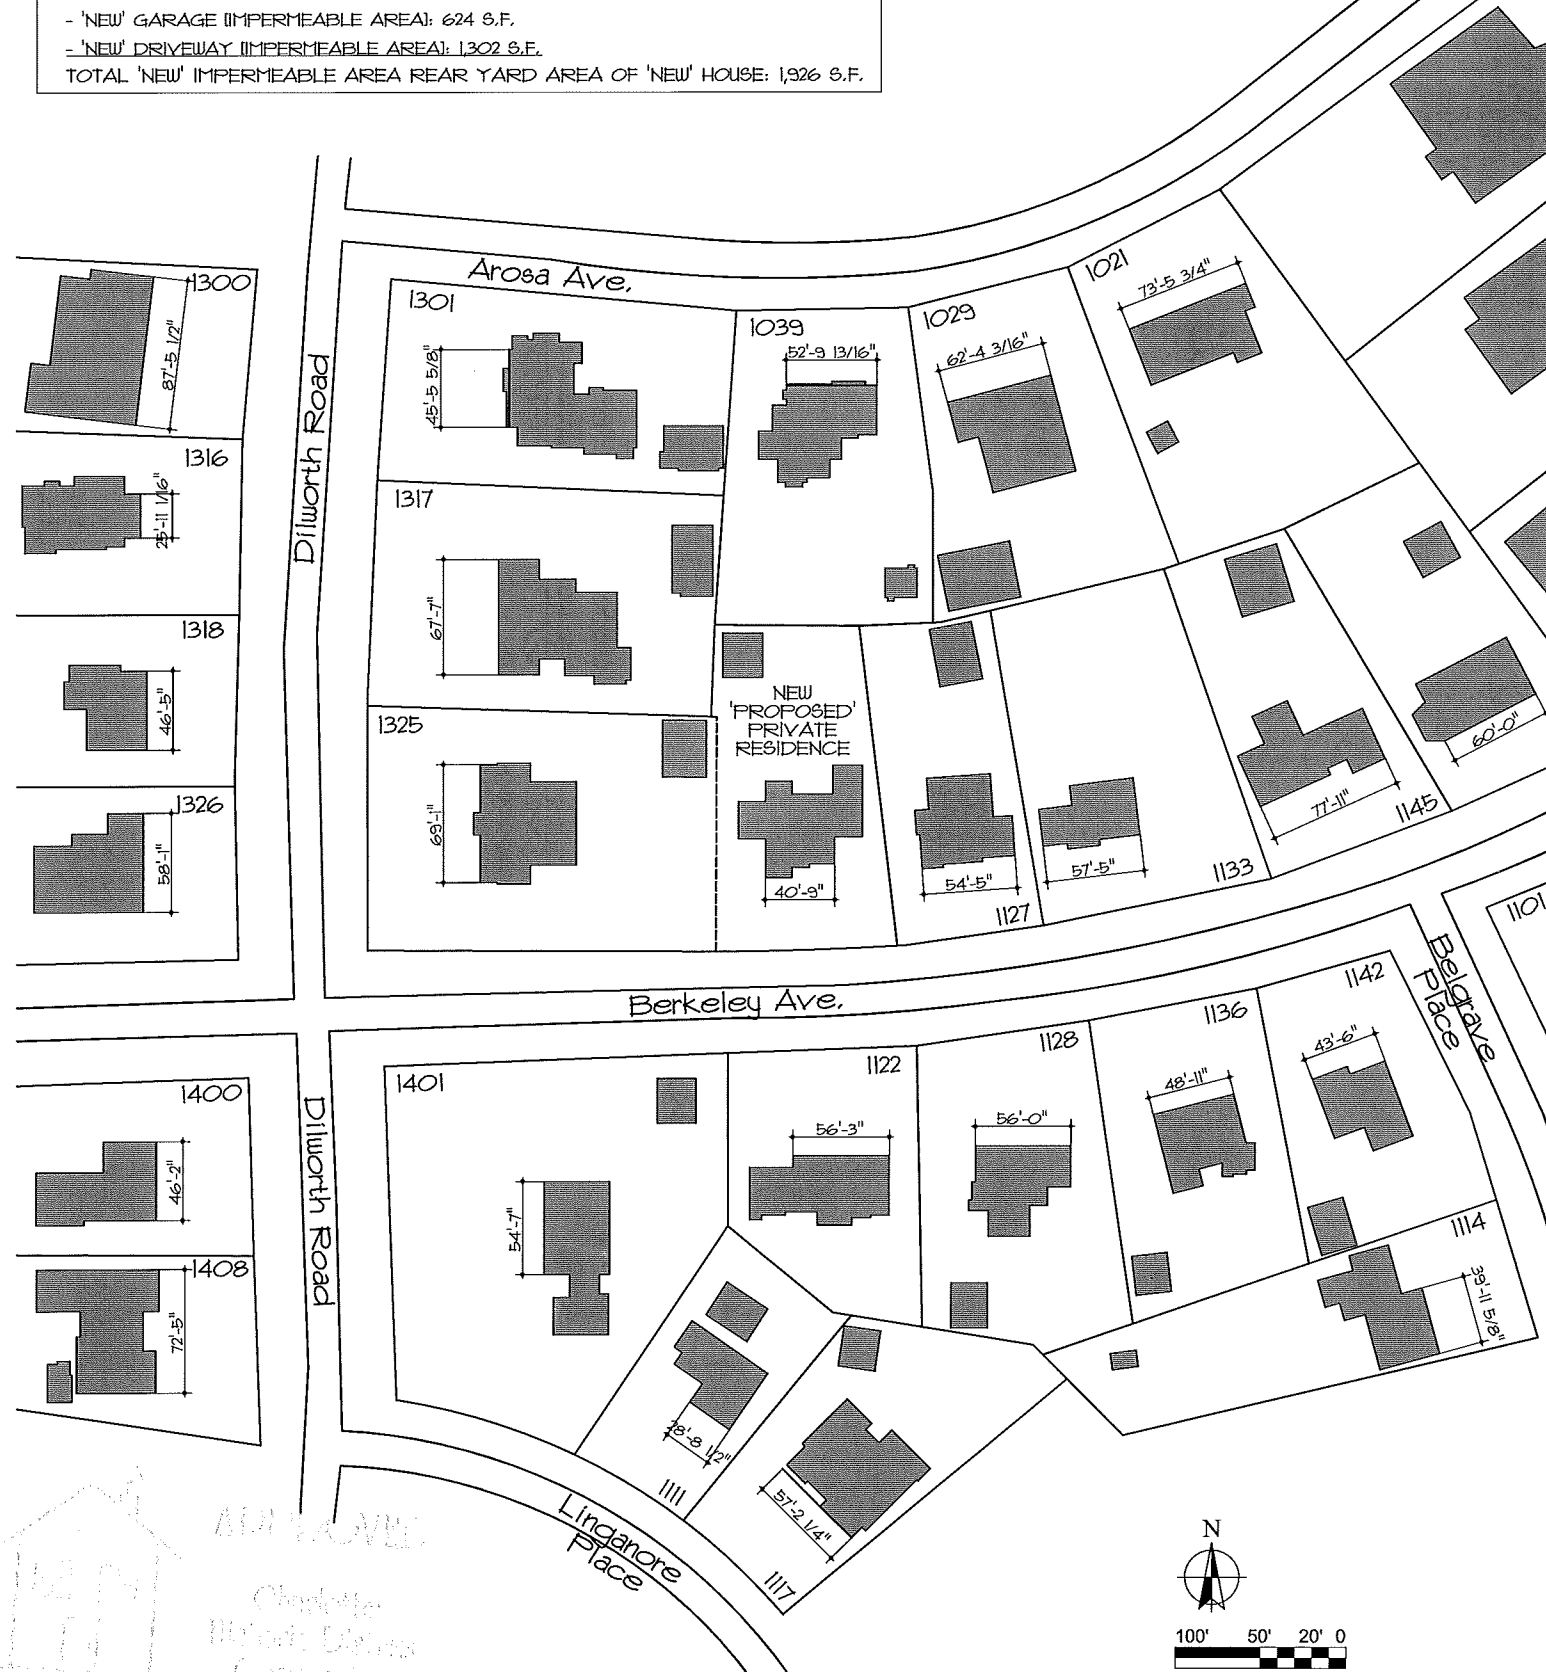 - 'NEW' GARAGE [IMPERMEABLE AREA]: 624 S.F.
- 'NEW' DRIVEWAY [IMPERMEABLE AREA]: 1,302 S.F.
TOTAL 'NEW' IMPERMEABLE AREA REAR YARD AREA OF 'NEW' HOUSE: 1,926 S.F.
Arosa Ave.
1300
87'-5 1/2"
1301
45'-5 5/8"
1039
52'-9 13/16"
1029
62'-4 3/16"
1021
73'-5 3/4"
Dilworth Road
1316
25'-11 1/16"
1317
67'-7"
1318
46'-5"
1325
69'-1"
NEW
'PROPOSED'
PRIVATE
RESIDENCE
40'-9"
1326
58'-1"
54'-5"
1127
57'-5"
1133
77'-11"
1145
60'-0"
1101
Berkeley Ave.
Belgrave
Place
1400
46'-2"
Dilworth Road
1401
54'-7"
1122
56'-3"
1128
56'-0"
1136
48'-11"
1142
43'-6"
1408
72'-5"
1114
39'-11 5/8"
28'-8 1/2"
1111
57'-2 1/4"
1117
Linganore
Place
APPROVED
Charlotte
Historic District
N
100' 50' 20' 0